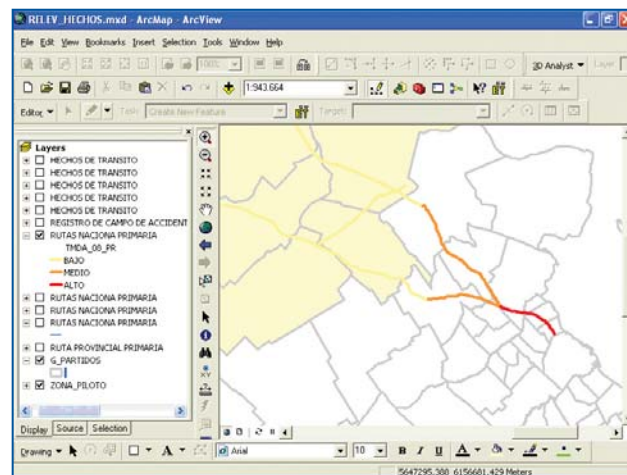 RELEV_HECHOS.mxd - ArcMap - ArcView
File Edit View Bookmarks Insert Selection Tools Window Help
100%
3D Analyst
Layer
1:943.664
Editor
Task: Create New Feature
Target:
Layers
HECHOS DE TRANSITO
HECHOS DE TRANSITO
HECHOS DE TRANSITO
HECHOS DE TRANSITO
HECHOS DE TRANSITO
REGISTRO DE CAMPO DE ACCIDENT
RUTAS NACIONA PRIMARIA
TMDA_08_PR
BAJO
MEDIO
ALTO
RUTAS NACIONA PRIMARIA
RUTAS NACIONA PRIMARIA
RUTAS NACIONA PRIMARIA
RUTA PROVINCIAL PRIMARIA
G_PARTIDOS
ZONA_PILOTO
Display Source Selection
Drawing
A
Arial
10
B I U A
5647295,388 6156681,429 Meters